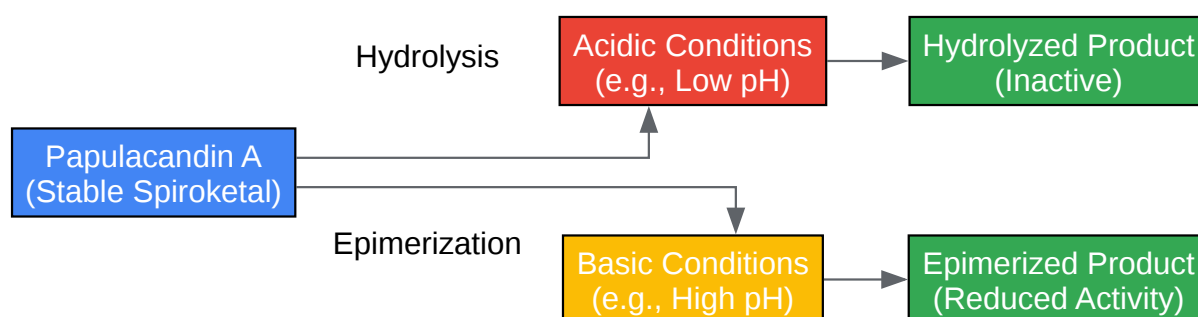 Hydrolysis
Acidic Conditions
(e.g., Low pH)
Hydrolyzed Product
(Inactive)
Papulacandin A
(Stable Spiroketal)
Epimerization
Basic Conditions
(e.g., High pH)
Epimerized Product
(Reduced Activity)